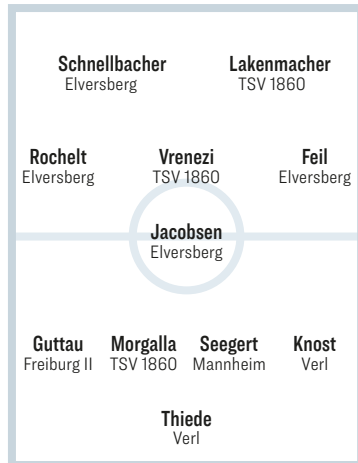 Schnellbacher Lakenmacher
Elversberg TSV 1860
Rochelt Vrenezi Feil
Elversberg TSV 1860 Elversberg
Jacobsen
Elversberg
Guttau Morgalla Seegert Knost
Freiburg II TSV 1860 Mannheim Verl
Thiede
Verl